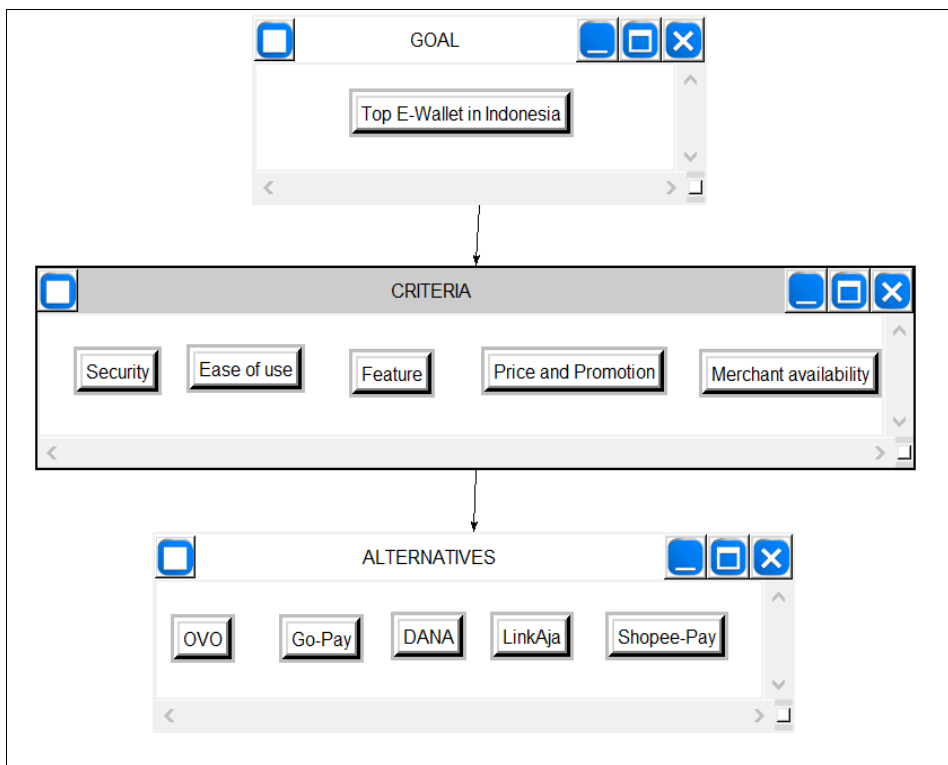 GOAL
Top E-Wallet in Indonesia
CRITERIA
Security
Ease of use
Feature
Price and Promotion
Merchant availability
ALTERNATIVES
OVO
Go-Pay
DANA
LinkAja
Shopee-Pay